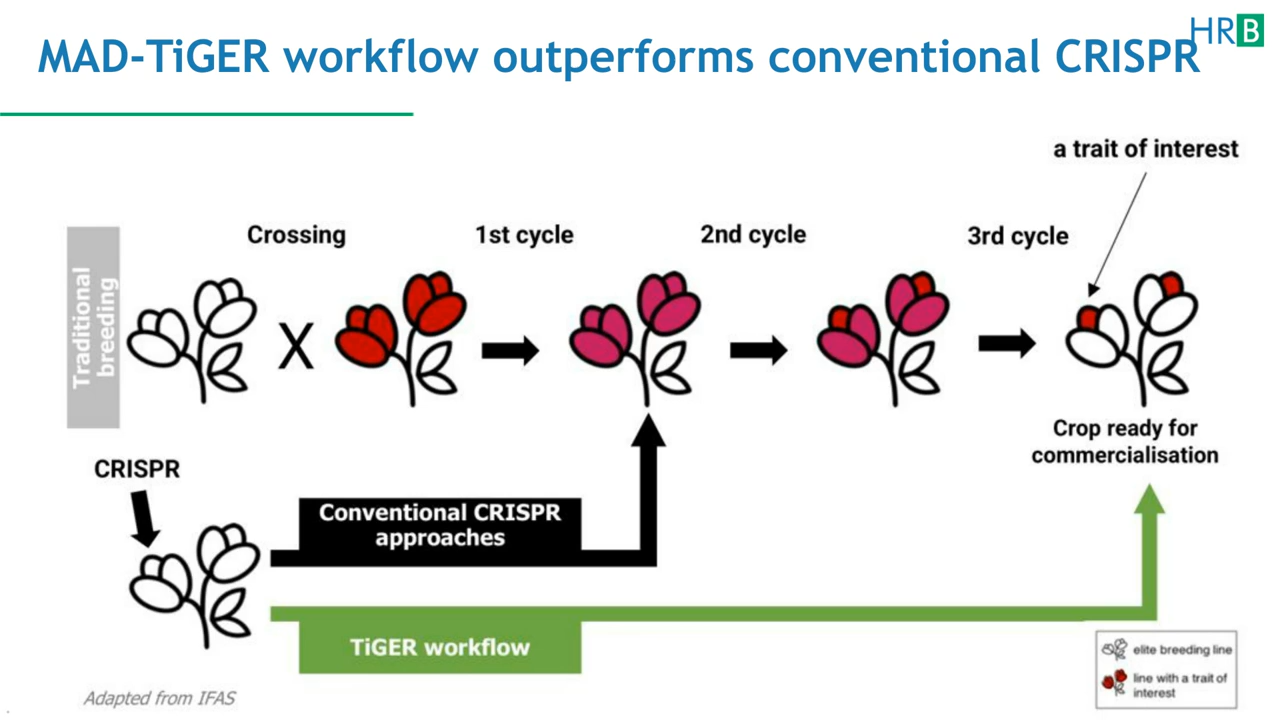 MAD-TiGER workflow outperforms conventional CRISPR
HRB
a trait of interest
Crossing
1st cycle
2nd cycle
3rd cycle
Traditional
breeding
X
Crop ready for
commercialisation
CRISPR
Conventional CRISPR
approaches
TiGER workflow
elite breeding line
line with a trait of
interest
Adapted from IFAS